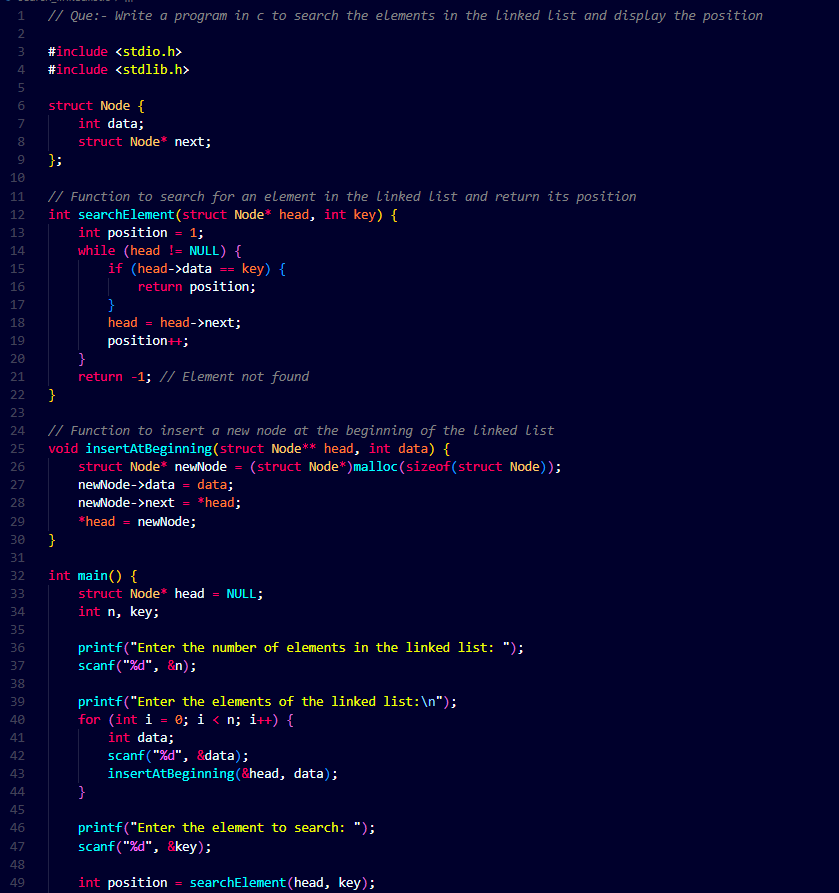 1 // Que:- Write a program in c to search the elements in the linked list and display the position
2
3 #include <stdio.h>
4 #include <stdlib.h>
5
6 struct Node {
7     int data;
8     struct Node* next;
9 };
10
11 // Function to search for an element in the linked list and return its position
12 int searchElement(struct Node* head, int key) {
13     int position = 1;
14     while (head != NULL) {
15         if (head->data == key) {
16             return position;
17         }
18         head = head->next;
19         position++;
20     }
21     return -1; // Element not found
22 }
23
24 // Function to insert a new node at the beginning of the linked list
25 void insertAtBeginning(struct Node** head, int data) {
26     struct Node* newNode = (struct Node*)malloc(sizeof(struct Node));
27     newNode->data = data;
28     newNode->next = *head;
29     *head = newNode;
30 }
31
32 int main() {
33     struct Node* head = NULL;
34     int n, key;
35
36     printf("Enter the number of elements in the linked list: ");
37     scanf("%d", &n);
38
39     printf("Enter the elements of the linked list:\n");
40     for (int i = 0; i < n; i++) {
41         int data;
42         scanf("%d", &data);
43         insertAtBeginning(&head, data);
44     }
45
46     printf("Enter the element to search: ");
47     scanf("%d", &key);
48
49     int position = searchElement(head, key);